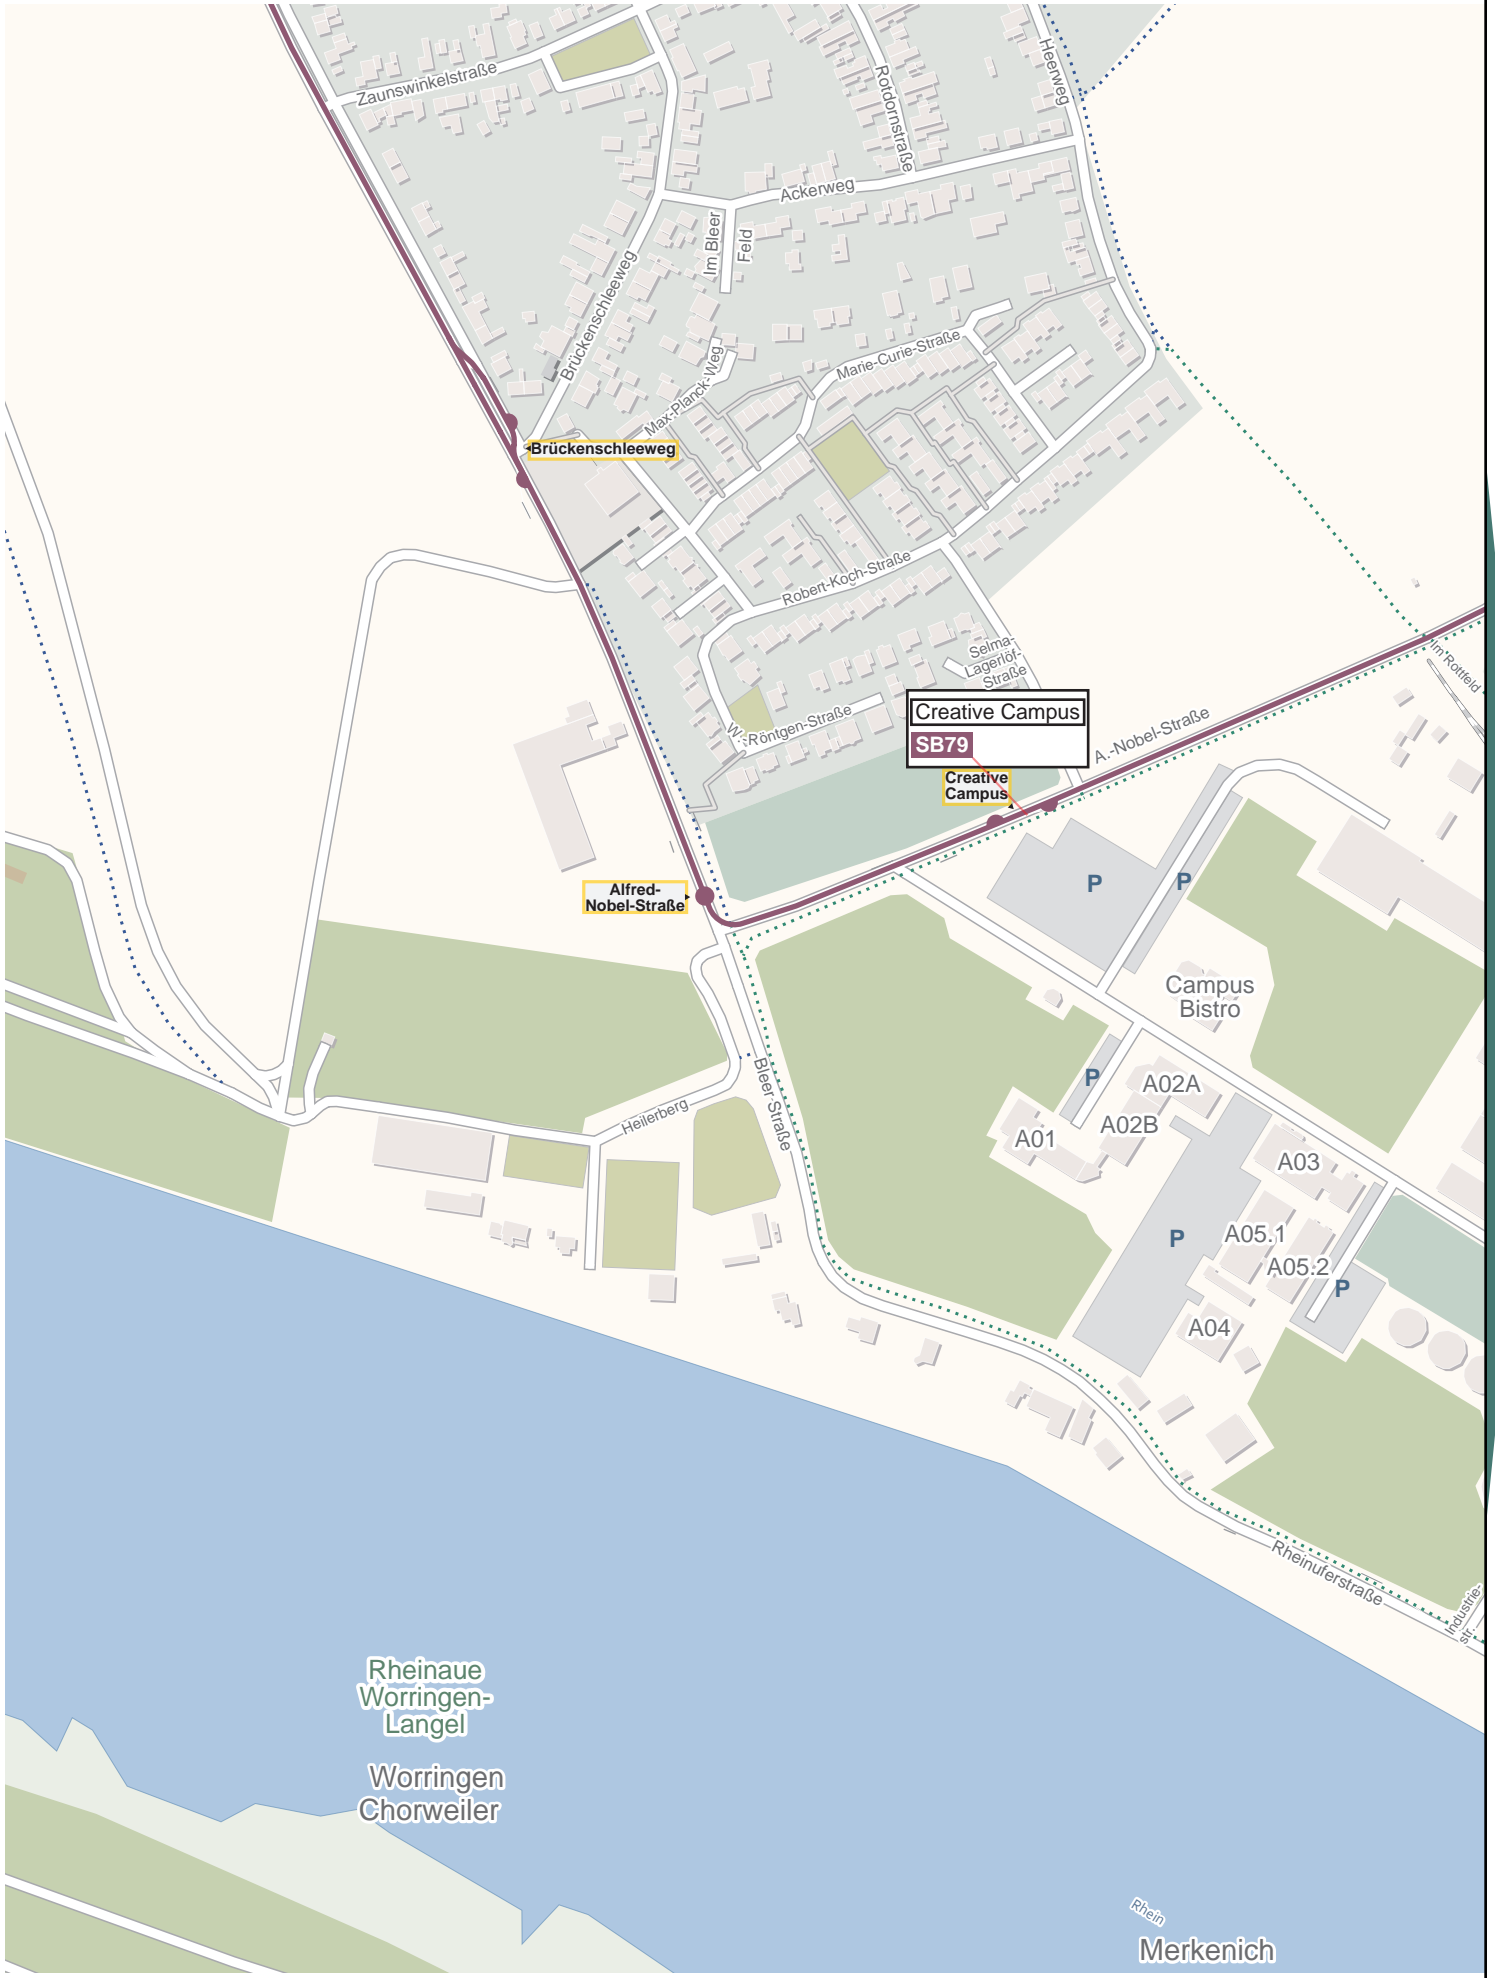 Zaunswinkelstraße
Rotdornstraße
Heerweg
Ackerweg
Im Bleer
Feld
Brückenschleeweg
Marie-Curie-Straße
Max-Planck-Weg
Brückenschleeweg
Robert-Koch-Straße
Selma-
Lagerlöf-
Straße
Im Rottfeld
W.-Röntgen-Straße
Creative Campus
SB79
A.-Nobel-Straße
Creative
Campus
Alfred-
Nobel-Straße
P
P
Campus
Bistro
P
A02A
Bleer Straße
Heilerberg
A02B
A01
A03
P
A05.1
A05.2
P
A04
Rheinuferstraße
Industrie-
str.
Rheinaue
Worringen-
Langel
Worringen
Chorweiler
Rhein
Merkenich